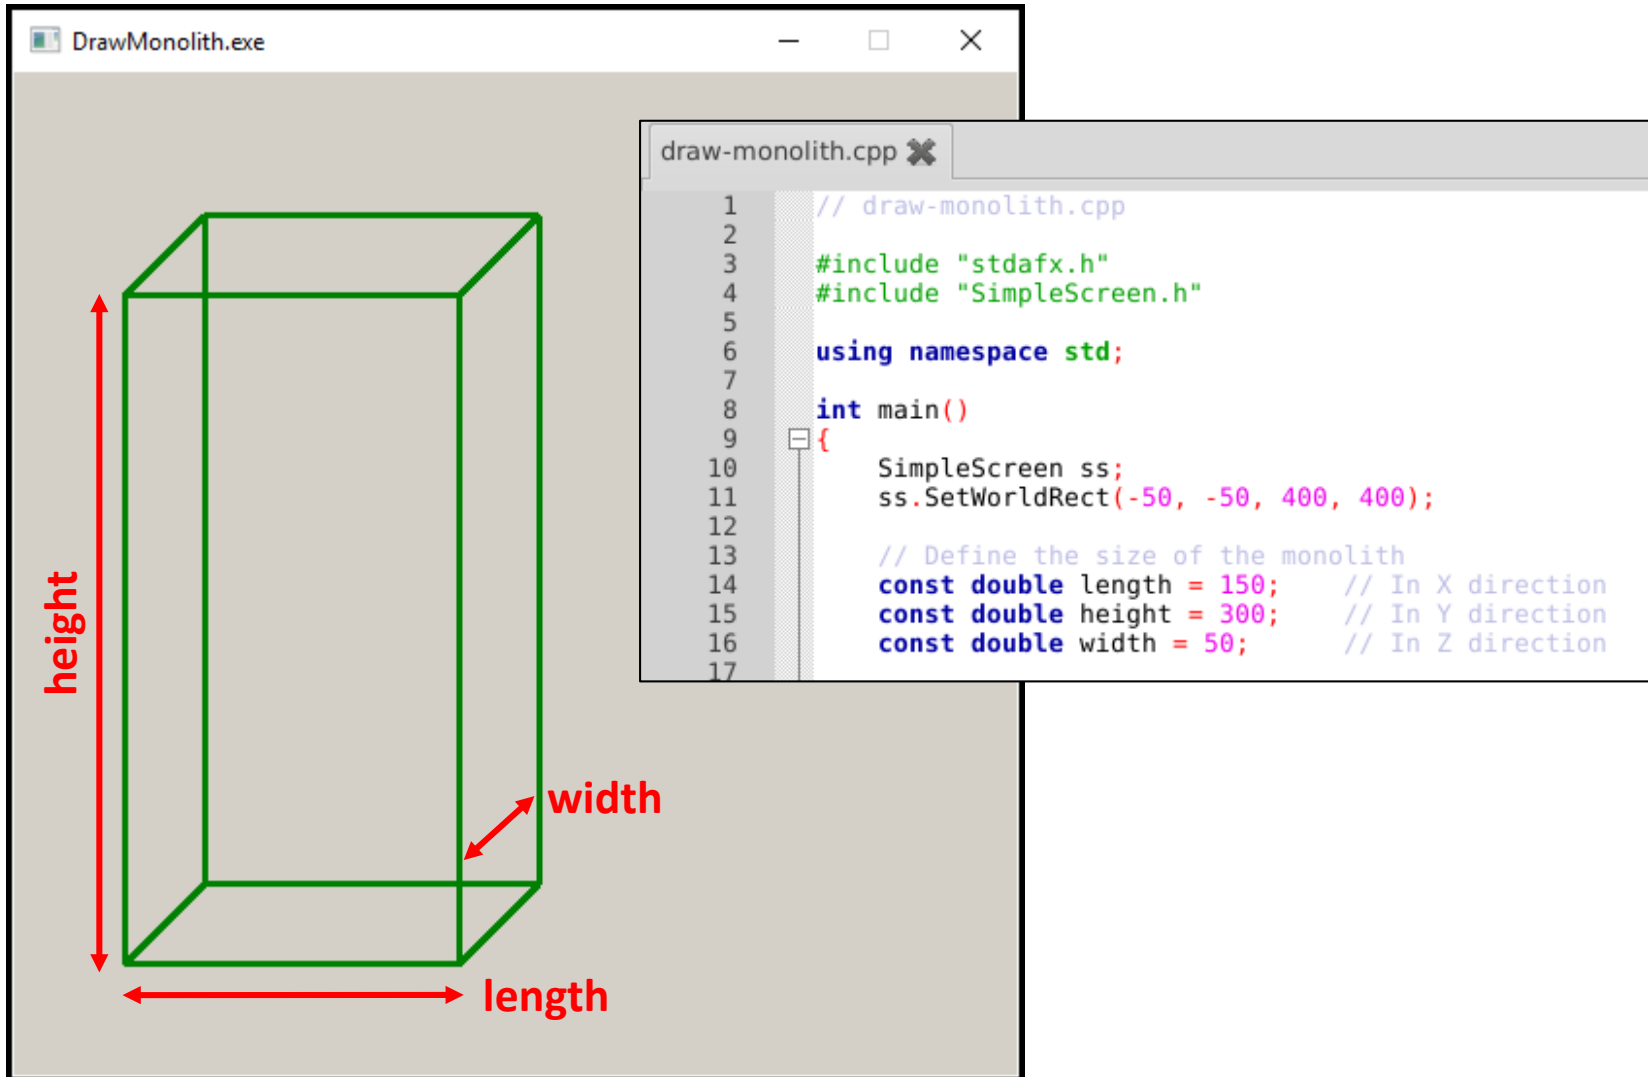 DrawMonolith.exe
height
width
length
draw-monolith.cpp
1 // draw-monolith.cpp
2
3 #include "stdafx.h"
4 #include "SimpleScreen.h"
5
6 using namespace std;
7
8 int main()
9 {
10 SimpleScreen ss;
11 ss.SetWorldRect(-50, -50, 400, 400);
12
13 // Define the size of the monolith
14 const double length = 150; // In X direction
15 const double height = 300; // In Y direction
16 const double width = 50; // In Z direction
17